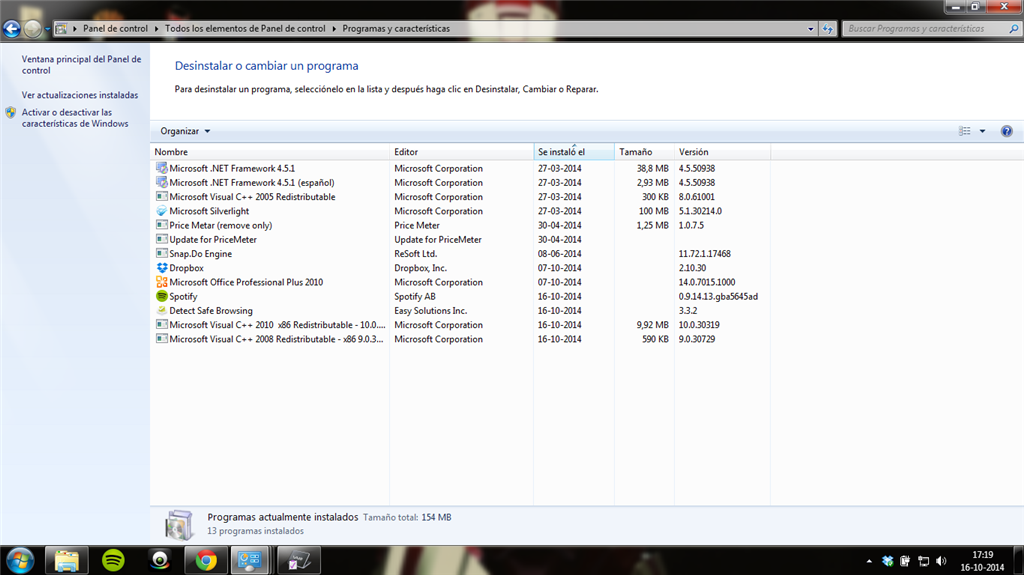 Panel de control Todos los elementos de Panel de control Programas y características
Buscar Programas y características
Ventana principal del Panel de
control
Ver actualizaciones instaladas
Activar o desactivar las
características de Windows
Desinstalar o cambiar un programa
Para desinstalar un programa, selecciónelo en la lista y después haga clic en Desinstalar, Cambiar o Reparar.
Organizar
Nombre Editor Se instaló el Tamaño Versión
Microsoft .NET Framework 4.5.1 Microsoft Corporation 27-03-2014 38,8 MB 4.5.50938
Microsoft .NET Framework 4.5.1 (español) Microsoft Corporation 27-03-2014 2,93 MB 4.5.50938
Microsoft Visual C++ 2005 Redistributable Microsoft Corporation 27-03-2014 300 KB 8.0.61001
Microsoft Silverlight Microsoft Corporation 27-03-2014 100 MB 5.1.30214.0
Price Metar (remove only) Price Meter 30-04-2014 1,25 MB 1.0.7.5
Update for PriceMeter Update for PriceMeter 30-04-2014
Snap.Do Engine ReSoft Ltd. 08-06-2014 11.72.1.17468
Dropbox Dropbox, Inc. 07-10-2014 2.10.30
Microsoft Office Professional Plus 2010 Microsoft Corporation 07-10-2014 14.0.7015.1000
Spotify Spotify AB 16-10-2014 0.9.14.13.gba5645ad
Detect Safe Browsing Easy Solutions Inc. 16-10-2014 3.3.2
Microsoft Visual C++ 2010 x86 Redistributable - 10.0.... Microsoft Corporation 16-10-2014 9,92 MB 10.0.30319
Microsoft Visual C++ 2008 Redistributable - x86 9.0.3... Microsoft Corporation 16-10-2014 590 KB 9.0.30729
Programas actualmente instalados Tamaño total: 154 MB
13 programas instalados
17:19
16-10-2014